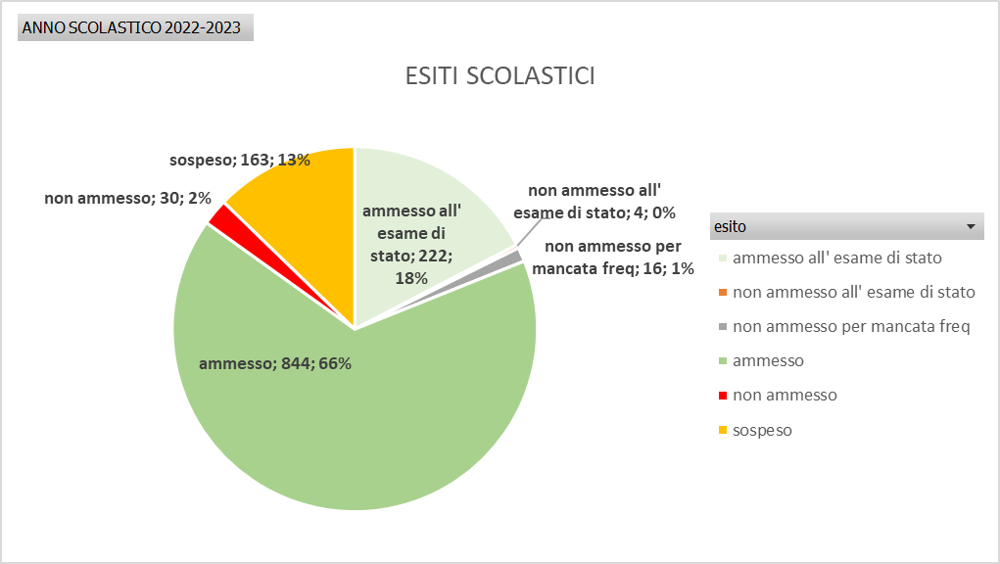 ANNO SCOLASTICO 2022-2023
ESITI SCOLASTICI
sospeso; 163; 13%
non ammesso; 30; 2%
ammesso all'
esame di
stato; 222;
18%
non ammesso all'
esame di stato; 4; 0%
non ammesso per
mancata freq; 16; 1%
ammesso; 844; 66%
esito
ammesso all' esame di stato
non ammesso all' esame di stato
non ammesso per mancata freq
ammesso
non ammesso
sospeso